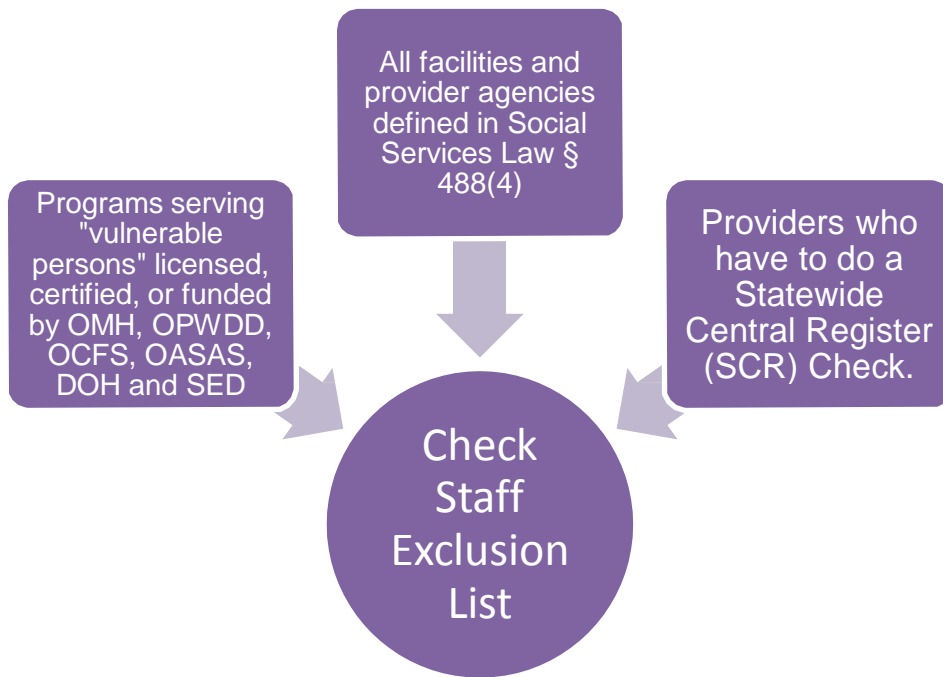 Programs serving
"vulnerable
persons" licensed,
certified, or funded
by OMH, OPWDD,
OCFS, OASAS,
DOH and SED
All facilities and
provider agencies
defined in Social
Services Law §
488(4)
Providers who
have to do a
Statewide
Central Register
(SCR) Check.
Check
Staff
Exclusion
List